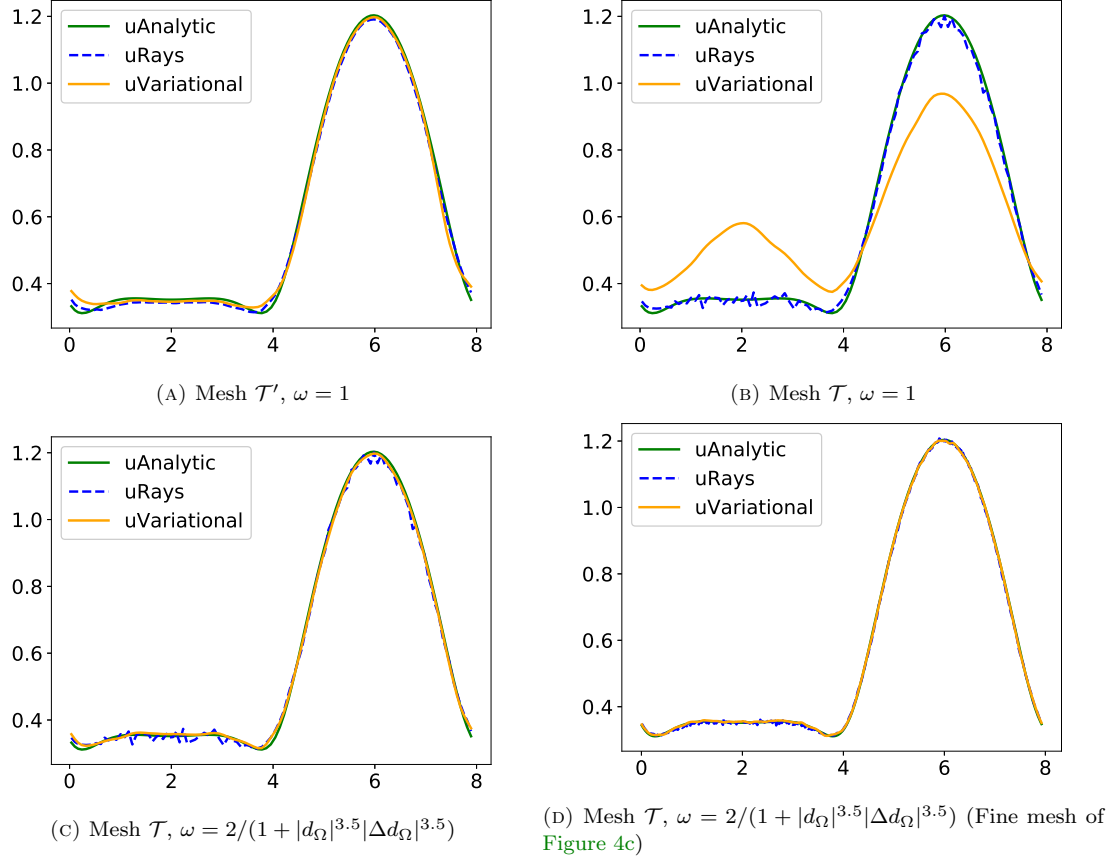 1.2
1.0
0.8
0.6
0.4
0 2 4 6 8
uAnalytic
uRays
uVariational
(A) Mesh 𝒯′, ω = 1
1.2
1.0
0.8
0.6
0.4
0 2 4 6 8
uAnalytic
uRays
uVariational
(B) Mesh 𝒯, ω = 1
1.2
1.0
0.8
0.6
0.4
0 2 4 6 8
uAnalytic
uRays
uVariational
(C) Mesh 𝒯, ω = 2/(1 + |d_Ω|^3.5|Δd_Ω|^3.5)
1.2
1.0
0.8
0.6
0.4
0 2 4 6 8
uAnalytic
uRays
uVariational
(D) Mesh 𝒯, ω = 2/(1 + |d_Ω|^3.5|Δd_Ω|^3.5) (Fine mesh of
Figure 4c)